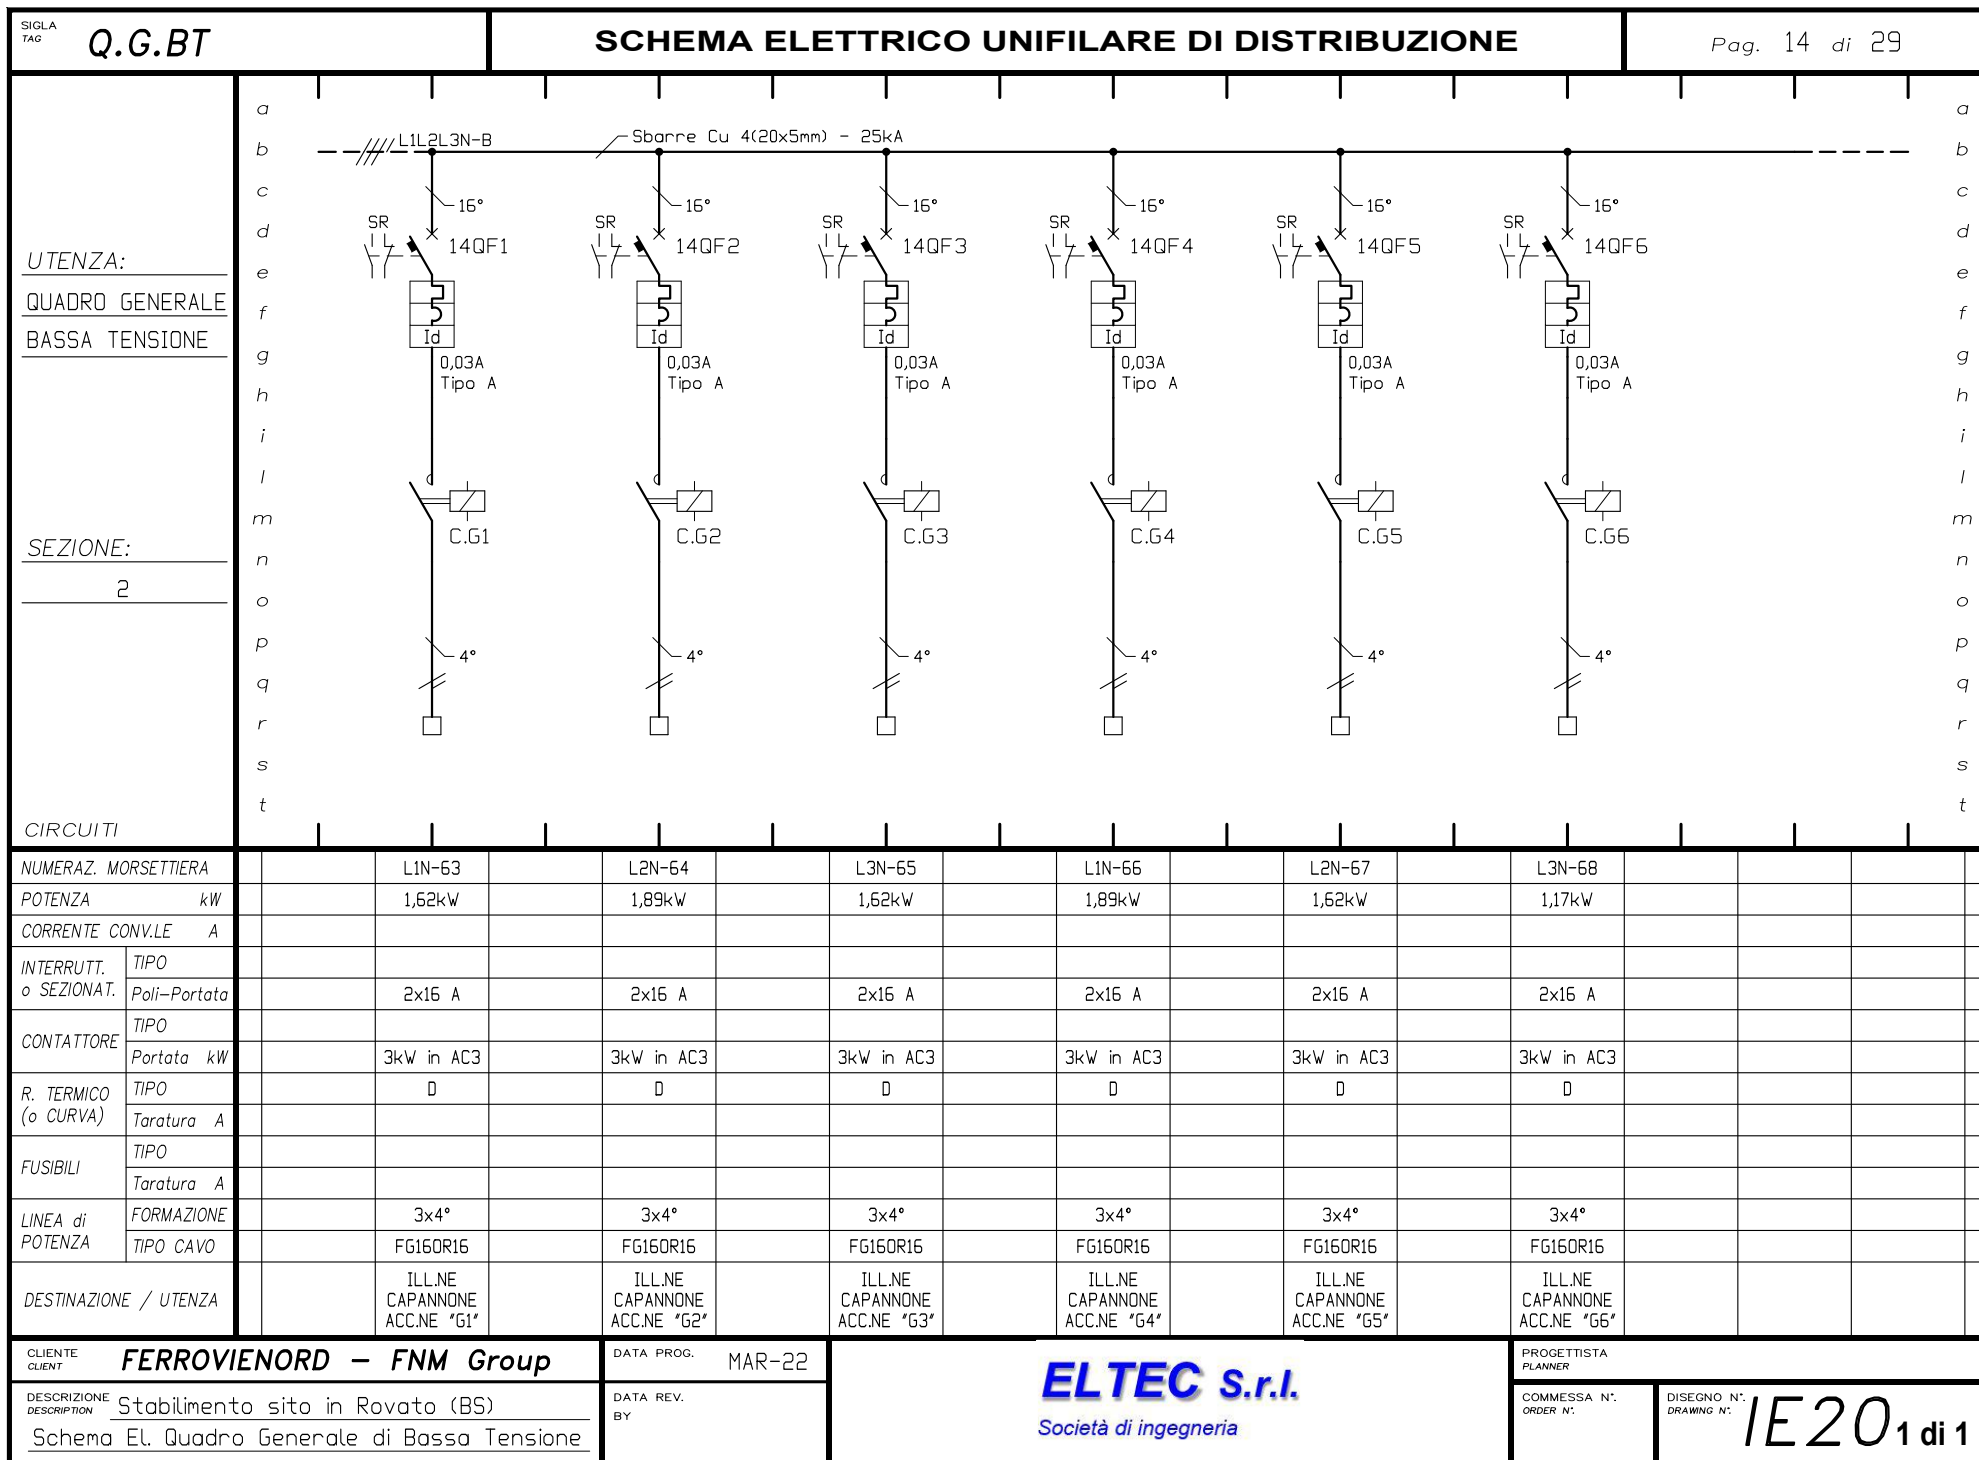 SIGLA
TAG
Q.G.BT
SCHEMA ELETTRICO UNIFILARE DI DISTRIBUZIONE
Pag. 14 di 29
UTENZA:
QUADRO GENERALE
BASSA TENSIONE
SEZIONE:
2
CIRCUITI
a a
b L1L2L3N-B Sbarre Cu 4(20x5mm) - 25kA b
c 16° 16° 16° 16° 16° 16° c
d SR SR SR SR SR SR d
14QF1 14QF2 14QF3 14QF4 14QF5 14QF6
e e
f f
Id Id Id Id Id Id
g 0,03A 0,03A 0,03A 0,03A 0,03A 0,03A g
Tipo A Tipo A Tipo A Tipo A Tipo A Tipo A
h h
i i
l l
m m
C.G1 C.G2 C.G3 C.G4 C.G5 C.G6
n n
o o
p 4° 4° 4° 4° 4° 4° p
q q
r r
s s
t t
NUMERAZ. MORSETTIERA L1N-63 L2N-64 L3N-65 L1N-66 L2N-67 L3N-68
POTENZA kW 1,62kW 1,89kW 1,62kW 1,89kW 1,62kW 1,17kW
CORRENTE CONV.LE A
INTERRUTT.
o SEZIONAT.
TIPO
Poli-Portata 2x16 A 2x16 A 2x16 A 2x16 A 2x16 A 2x16 A
CONTATTORE
TIPO
Portata kW 3kW in AC3 3kW in AC3 3kW in AC3 3kW in AC3 3kW in AC3 3kW in AC3
R. TERMICO
(o CURVA)
TIPO D D D D D D
Taratura A
FUSIBILI
TIPO
Taratura A
LINEA di
POTENZA
FORMAZIONE 3x4° 3x4° 3x4° 3x4° 3x4° 3x4°
TIPO CAVO FG16OR16 FG16OR16 FG16OR16 FG16OR16 FG16OR16 FG16OR16
DESTINAZIONE / UTENZA
ILL.NE ILL.NE ILL.NE ILL.NE ILL.NE ILL.NE
CAPANNONE CAPANNONE CAPANNONE CAPANNONE CAPANNONE CAPANNONE
ACC.NE "G1" ACC.NE "G2" ACC.NE "G3" ACC.NE "G4" ACC.NE "G5" ACC.NE "G6"
CLIENTE
CLIENT
FERROVIENORD - FNM Group
DESCRIZIONE
DESCRIPTION
Stabilimento sito in Rovato (BS)
Schema El. Quadro Generale di Bassa Tensione
DATA PROG. MAR-22
DATA REV.
BY
ELTEC S.r.l.
Società di ingegneria
PROGETTISTA
PLANNER
COMMESSA N°.
ORDER N°.
DISEGNO N°.
DRAWING N°.
IE20 1 di 1